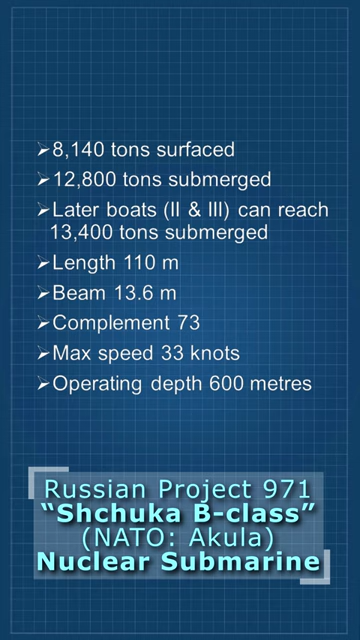 ➢8,140 tons surfaced
➢12,800 tons submerged
➢Later boats (II & III) can reach
13,400 tons submerged
➢Length 110 m
➢Beam 13.6 m
➢Complement 73
➢Max speed 33 knots
➢Operating depth 600 metres
Russian Project 971
“Shchuka B-class”
(NATO: Akula)
Nuclear Submarine